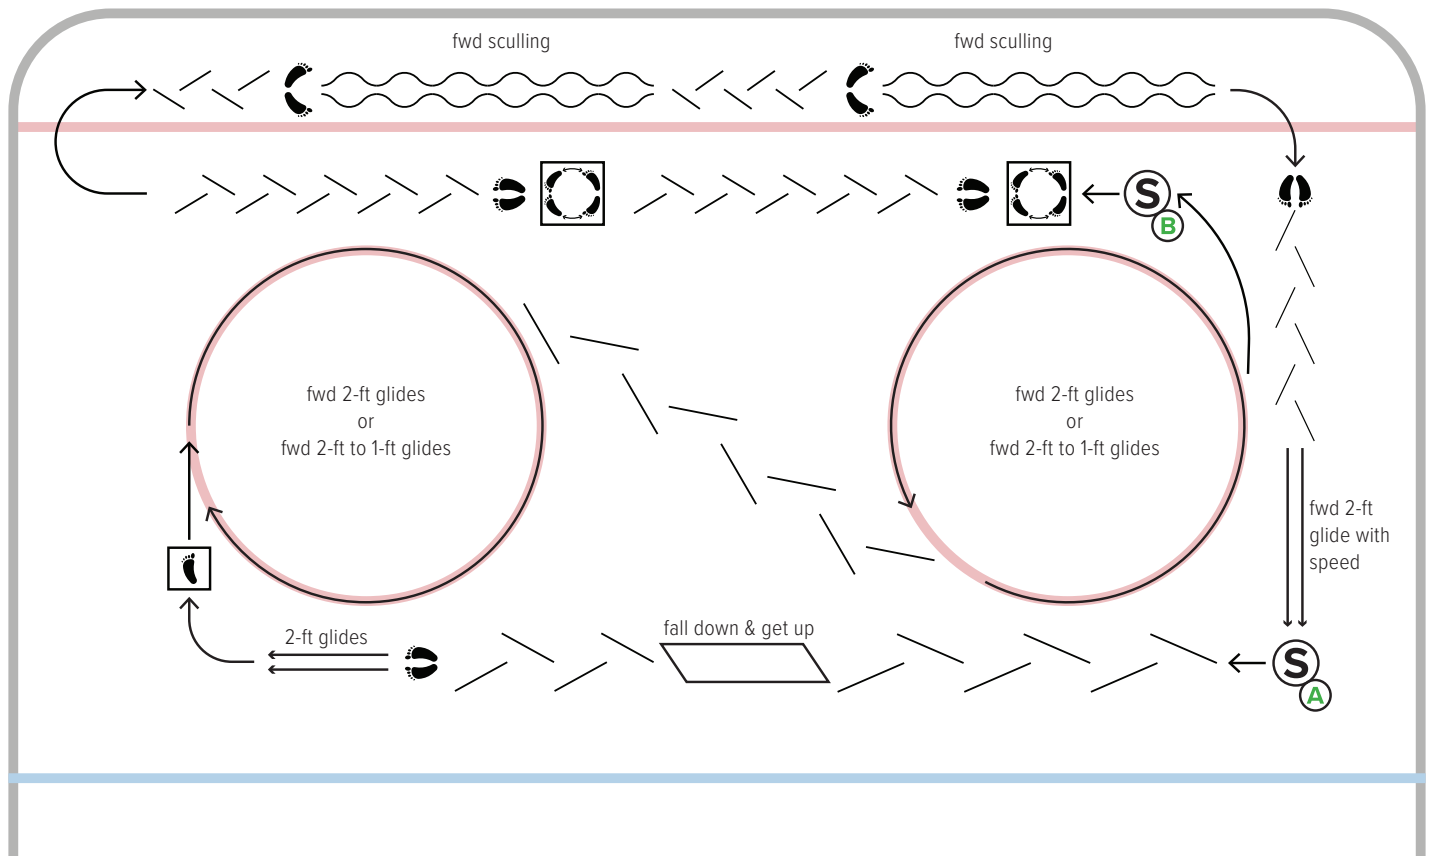 fwd sculling
fwd sculling
S
B
fwd 2-ft glides
or
fwd 2-ft to 1-ft glides
fwd 2-ft glides
or
fwd 2-ft to 1-ft glides
fwd 2-ft
glide with
speed
fall down & get up
2-ft glides
S
A